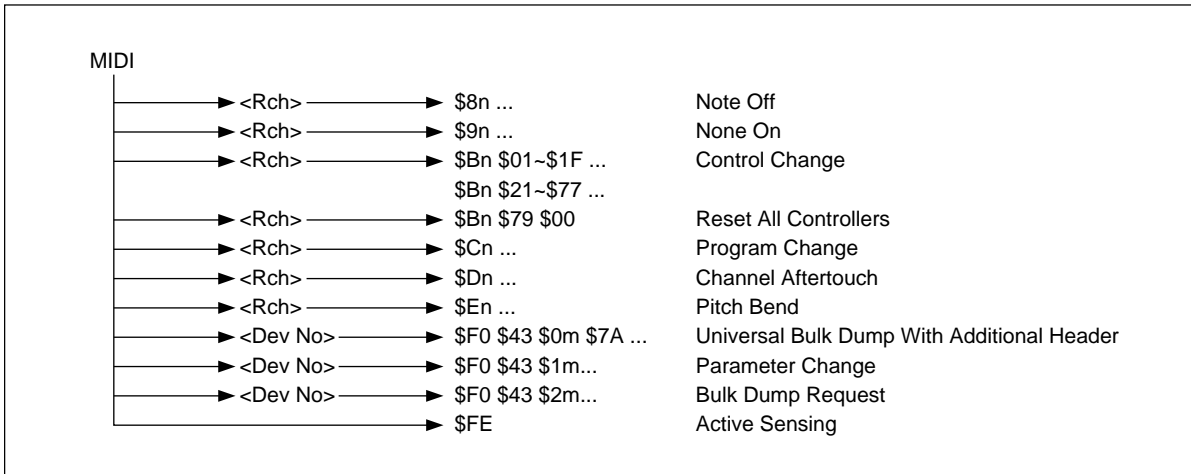 MIDI
<Rch> $8n ... Note Off
<Rch> $9n ... None On
<Rch> $Bn $01~$1F ... Control Change
$Bn $21~$77 ...
<Rch> $Bn $79 $00 Reset All Controllers
<Rch> $Cn ... Program Change
<Rch> $Dn ... Channel Aftertouch
<Rch> $En ... Pitch Bend
<Dev No> $F0 $43 $0m $7A ... Universal Bulk Dump With Additional Header
<Dev No> $F0 $43 $1m... Parameter Change
<Dev No> $F0 $43 $2m... Bulk Dump Request
$FE Active Sensing